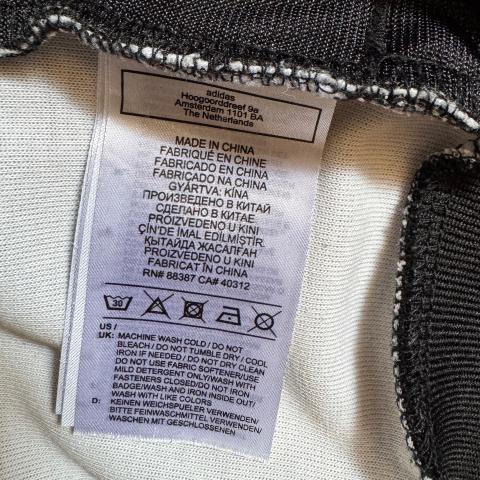 adidas
Hoogoorddreef 9a
Amsterdam 1101 BA
The Netherlands
MADE IN CHINA
FABRIQUÉ EN CHINE
FABRICADO EN CHINA
FABRICADO NA CHINA
GYÁRTVA: KÍNA
ПРОИЗВЕДЕНО В КИТАЙ
СДЕЛАНО В КИТАЕ
PROIZVEDENO U KINI
ÇİN'DE İMAL EDİLMİŞTİR.
ҚЫТАЙДА ЖАСАЛҒАН
PROIZVEDENO U KINI
FABRICAT ÎN CHINA
RN# 88387 CA# 40312
30
US /
UK: MACHINE WASH COLD / DO NOT
BLEACH / DO NOT TUMBLE DRY / COOL
IRON IF NEEDED / DO NOT DRY CLEAN
DO NOT USE FABRIC SOFTENER/USE
MILD DETERGENT ONLY/WASH WITH
FASTENERS CLOSED/DO NOT IRON
BADGE/WASH AND IRON INSIDE OUT/
WASH WITH LIKE COLORS
D: KEINEN WEICHSPUELER VERWENDEN/
BITTE FEINWASCHMITTEL VERWENDEN/
WASCHEN MIT GESCHLOSSENEN